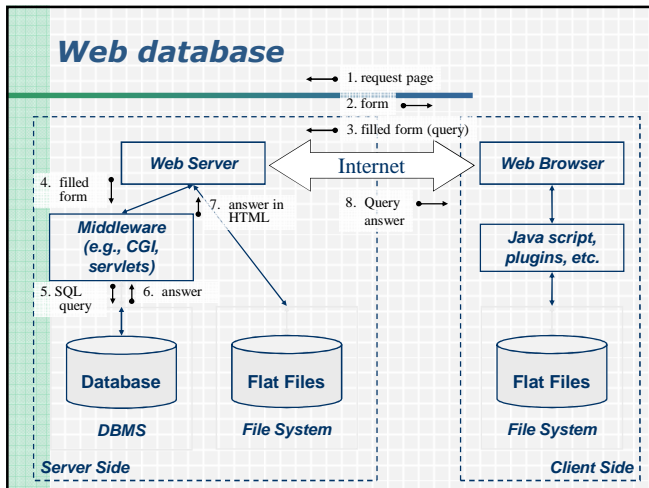 Web database
1. request page
2. form
3. filled form (query)
Web Server
Internet
Web Browser
4. filled
form
7. answer in
HTML
8. Query
answer
Middleware
(e.g., CGI,
servlets)
Java script,
plugins, etc.
5. SQL
query
6. answer
Database
Flat Files
Flat Files
DBMS
File System
File System
Server Side
Client Side